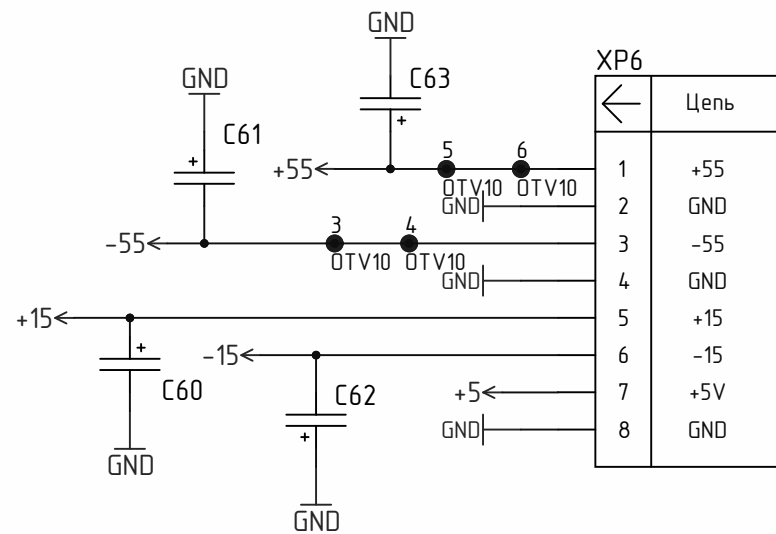 GND
C63
XP6
GND
C61
Цепь
+
+
+55
5
6
1
+55
OTV10
OTV10
GND
2
GND
-55
3
4
3
-55
OTV10
OTV10
GND
4
GND
+15
5
+15
+
-15
6
-15
C60
C62
+5
7
+5V
+
GND
8
GND
GND
GND